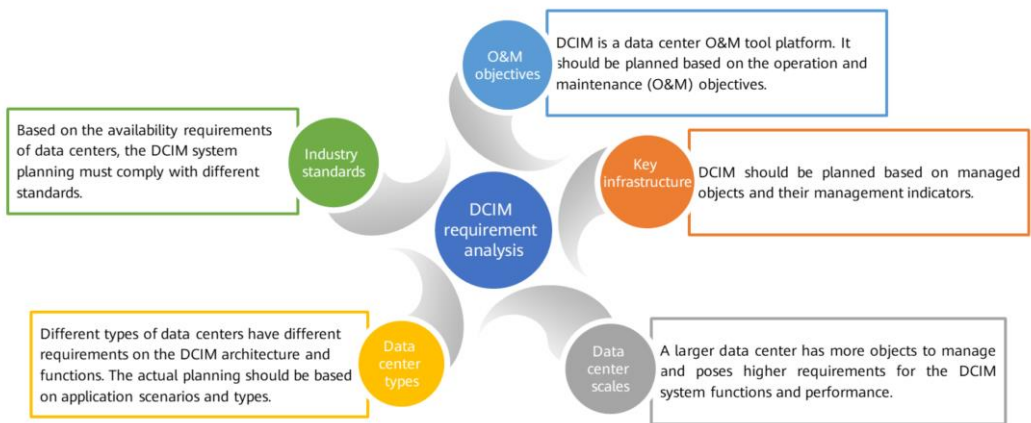 O&M
objectives
DCIM is a data center O&M tool platform. It
should be planned based on the operation and
maintenance (O&M) objectives.
Based on the availability requirements
of data centers, the DCIM system
planning must comply with different
standards.
Industry
standards
Key
infrastructure
DCIM should be planned based on managed
objects and their management indicators.
DCIM
requirement
analysis
Different types of data centers have different
requirements on the DCIM architecture and
functions. The actual planning should be based
on application scenarios and types.
Data
center
types
Data
center
scales
A larger data center has more objects to manage
and poses higher requirements for the DCIM
system functions and performance.